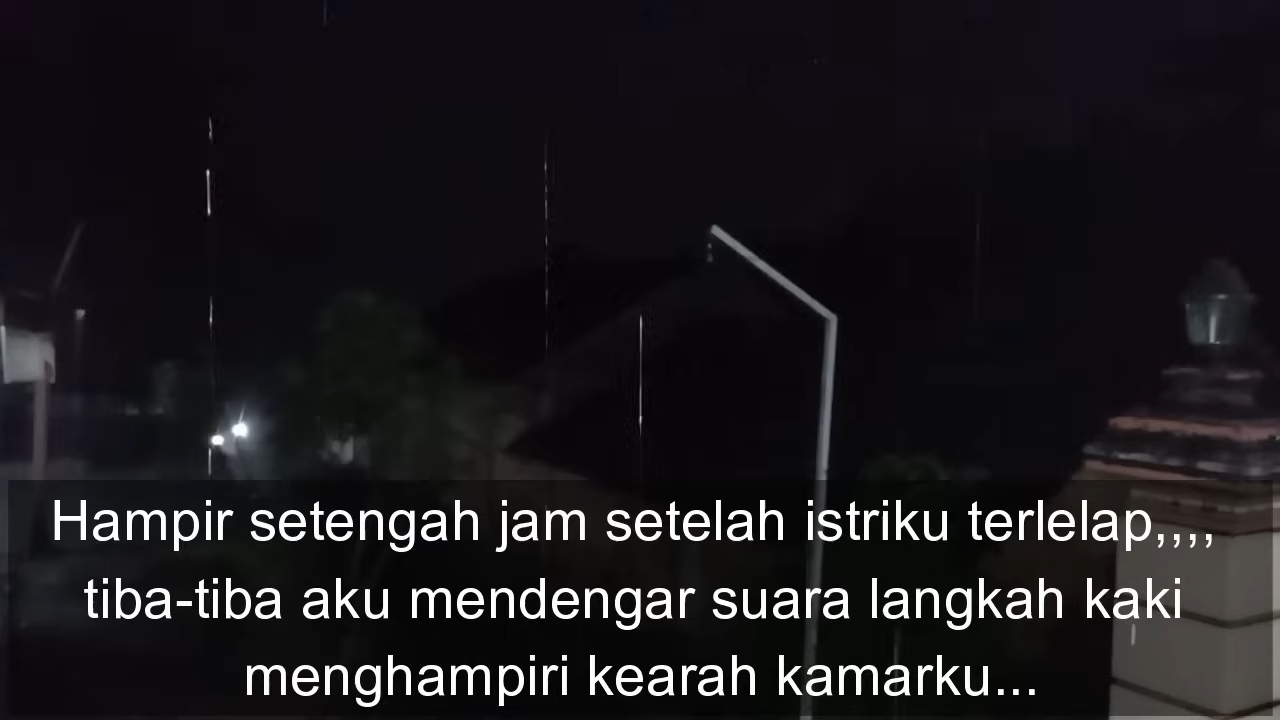 Hampir setengah jam setelah istriku terlelap,,,,
tiba-tiba aku mendengar suara langkah kaki
menghampiri kearah kamarku...